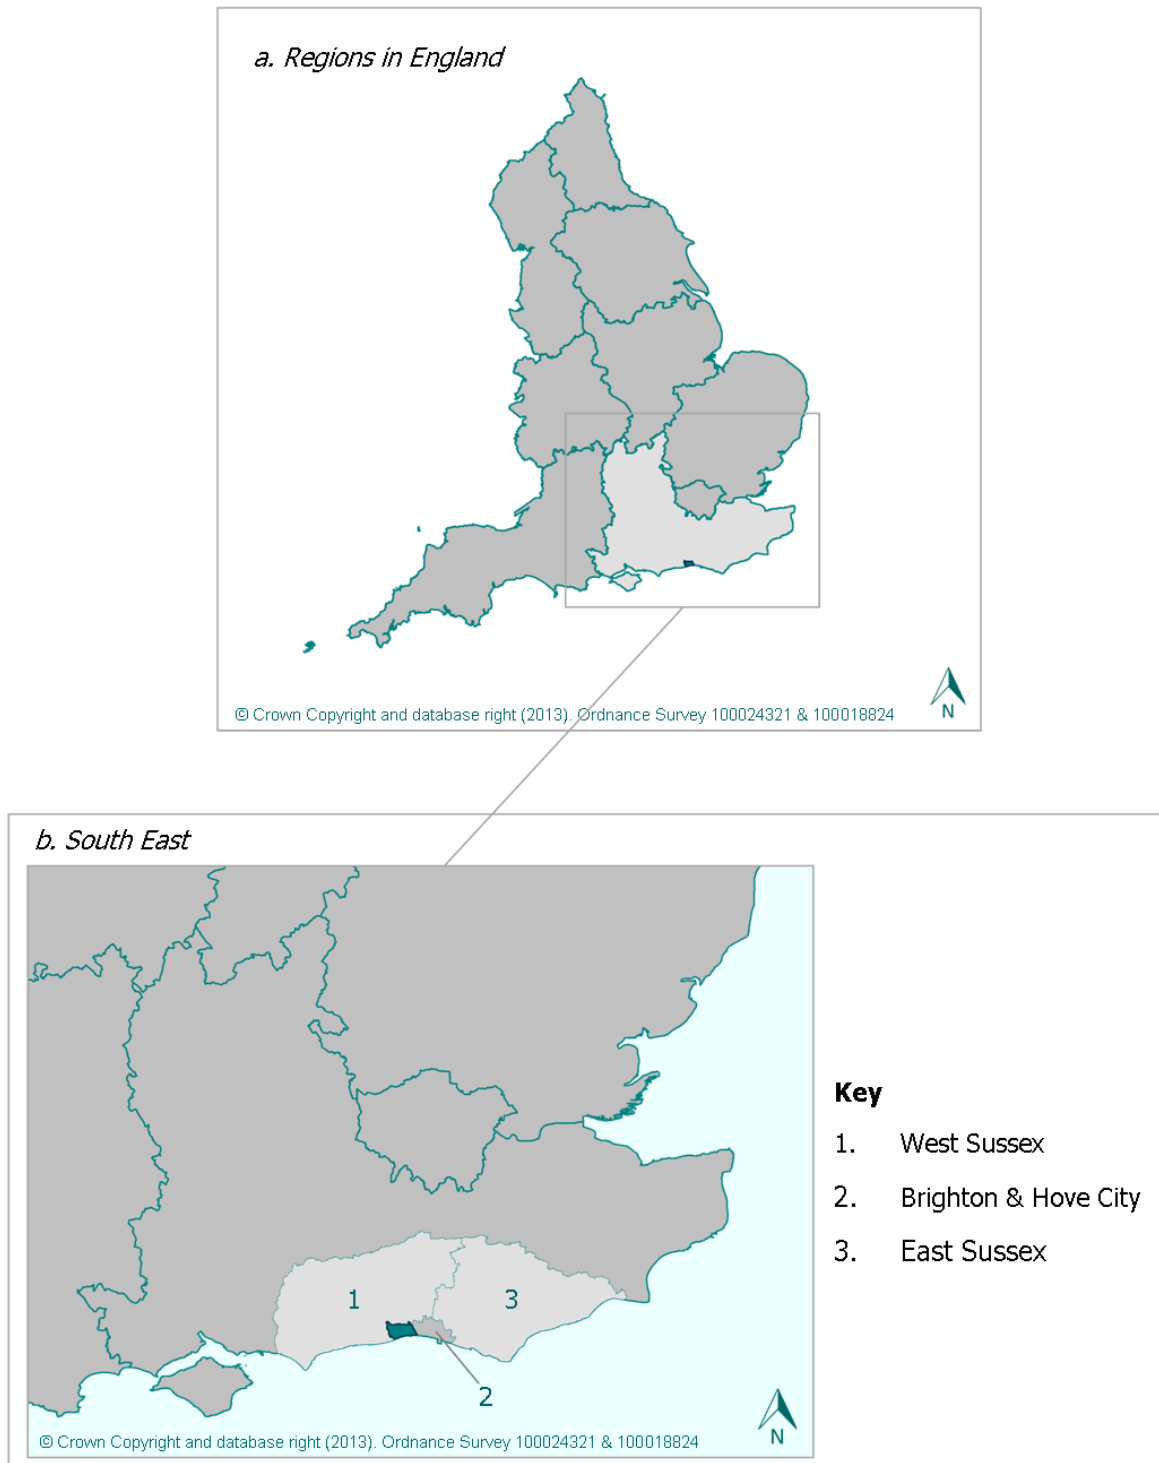 a. Regions in England
© Crown Copyright and database right (2013). Ordnance Survey 100024321 & 100018824
N
b. South East
1
3
2
© Crown Copyright and database right (2013). Ordnance Survey 100024321 & 100018824
N
Key
1. West Sussex
2. Brighton & Hove City
3. East Sussex